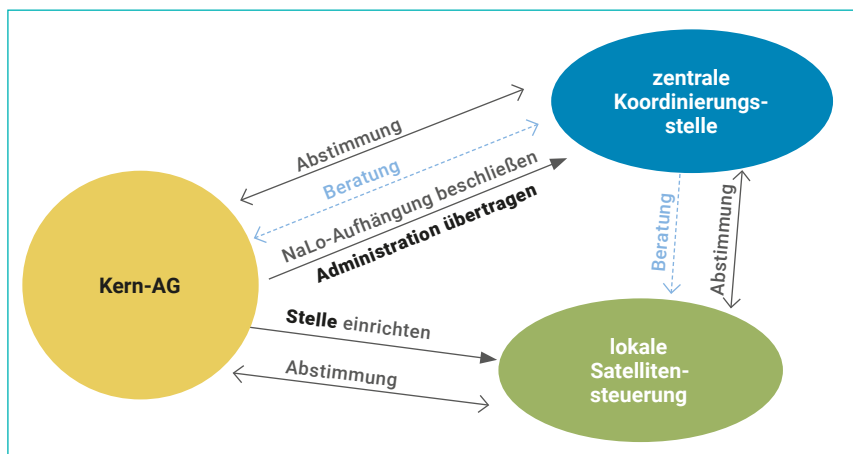 zentrale
Koordinierungs-
stelle
Abstimmung
Beratung
NaLo-Aufhängung beschließen
Administration übertragen
Kern-AG
Beratung
Abstimmung
Stelle einrichten
Abstimmung
lokale
Satelliten-
steuerung